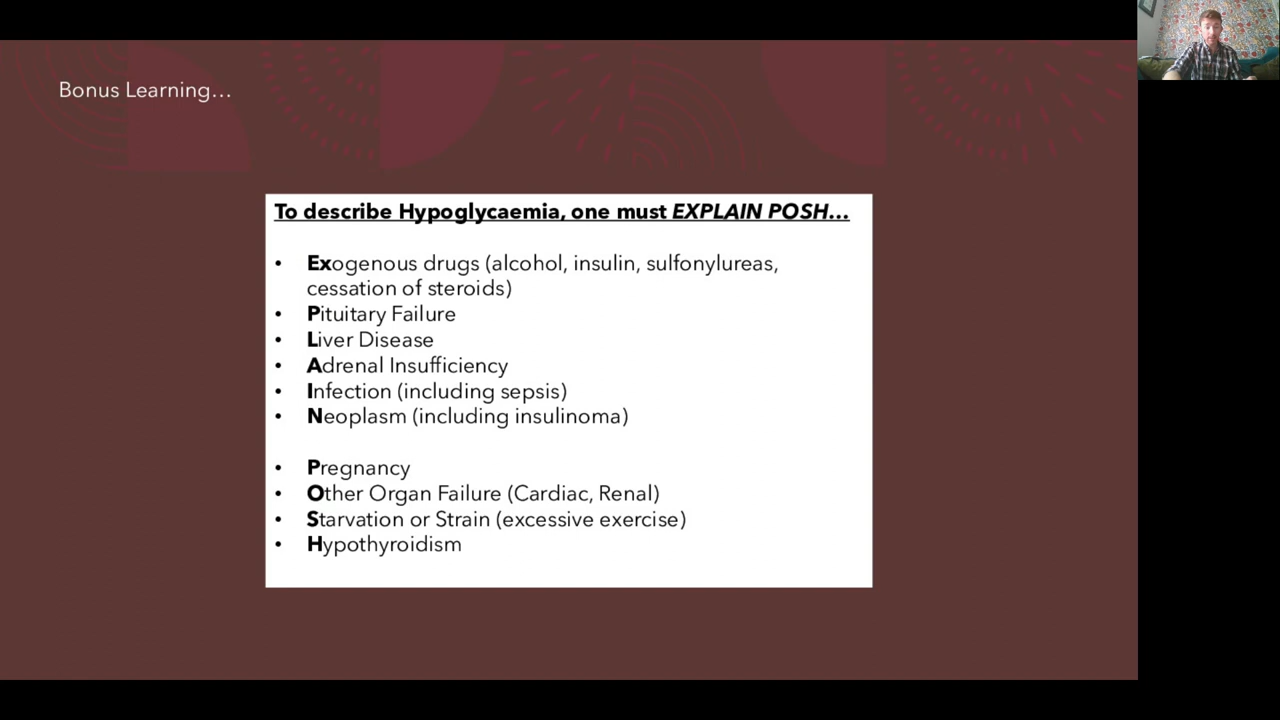 Bonus Learning...
To describe Hypoglycaemia, one must EXPLAIN POSH...
• Exogenous drugs (alcohol, insulin, sulfonylureas,
cessation of steroids)
• Pituitary Failure
• Liver Disease
• Adrenal Insufficiency
• Infection (including sepsis)
• Neoplasm (including insulinoma)
• Pregnancy
• Other Organ Failure (Cardiac, Renal)
• Starvation or Strain (excessive exercise)
• Hypothyroidism